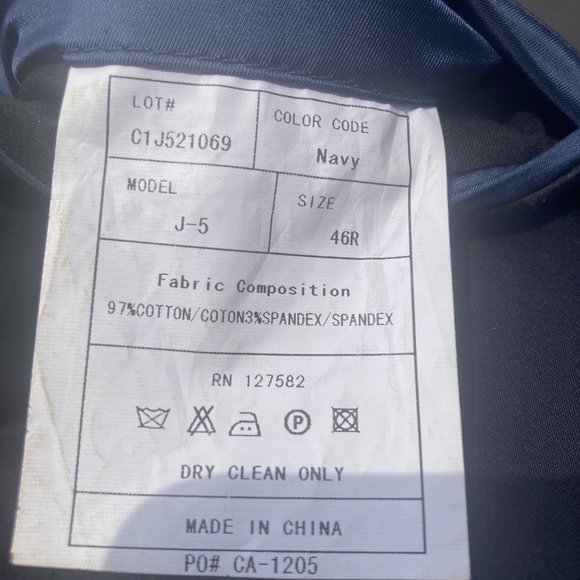 LOT#
C1J521069
COLOR CODE
Navy
MODEL
J-5
SIZE
46R
Fabric Composition
97%COTTON/COTON3%SPANDEX/SPANDEX
RN 127582
P
DRY CLEAN ONLY
MADE IN CHINA
PO# CA-1205